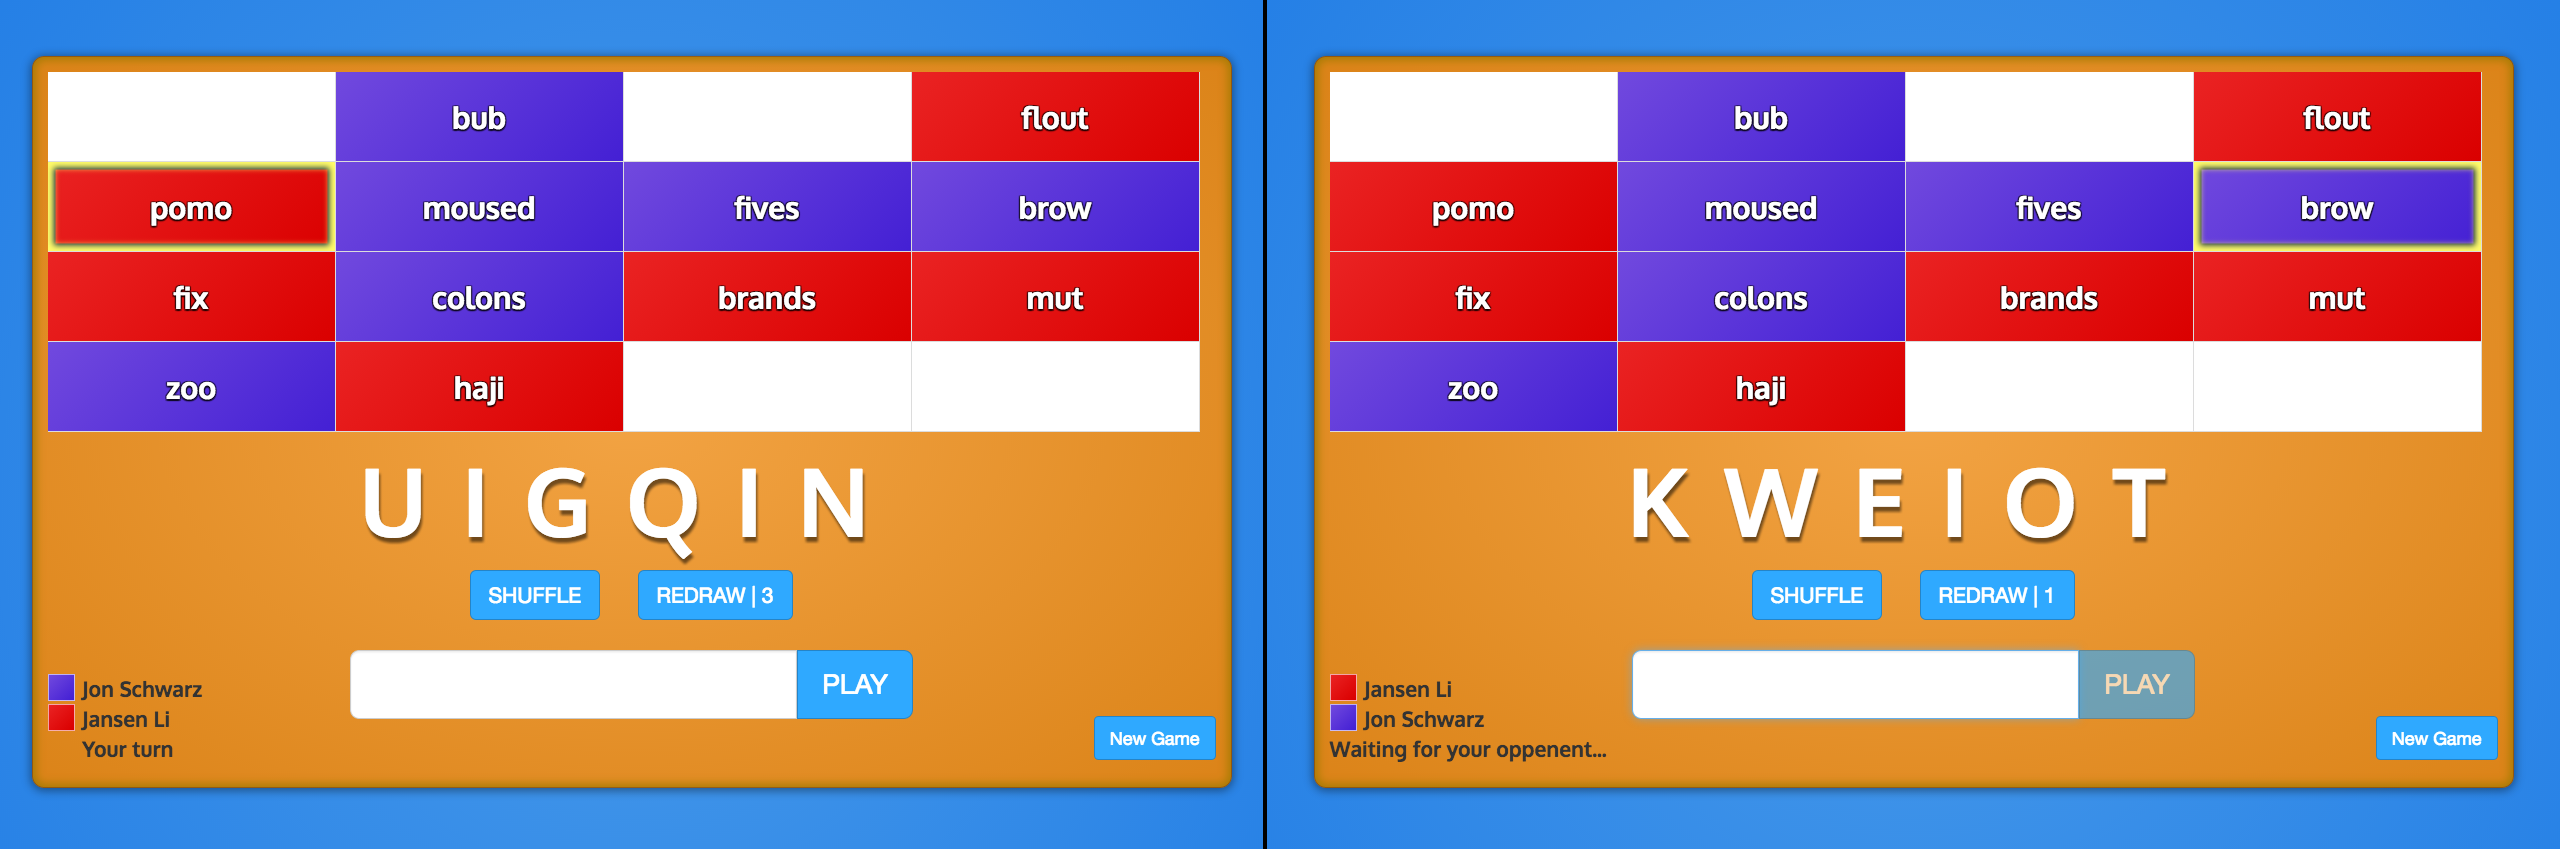 bub flout
pomo moused fives brow
fix colons brands mut
zoo haji
U I G Q I N
SHUFFLE REDRAW | 3
PLAY
Jon Schwarz
Jansen Li
Your turn
New Game
bub flout
pomo moused fives brow
fix colons brands mut
zoo haji
K W E I O T
SHUFFLE REDRAW | 1
PLAY
Jansen Li
Jon Schwarz
Waiting for your oppenent...
New Game